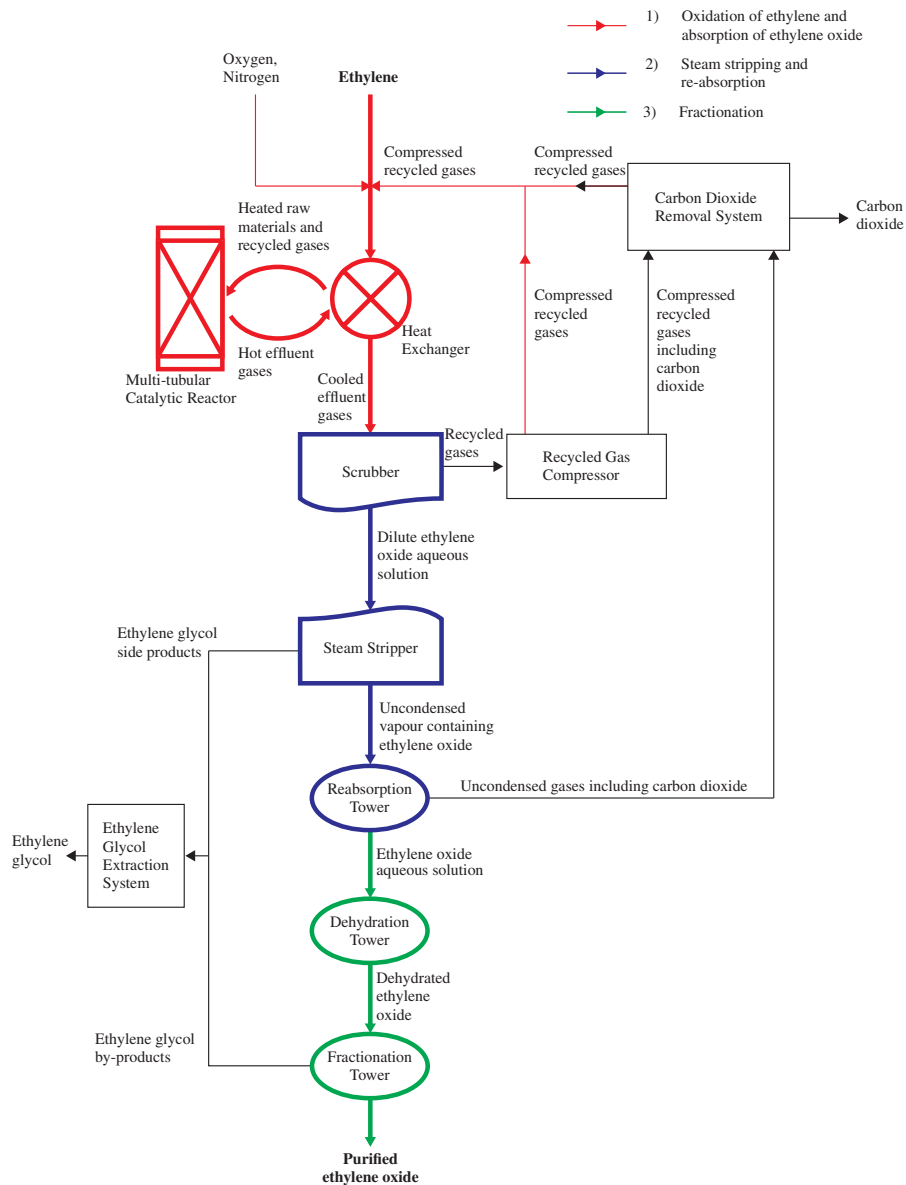 1) Oxidation of ethylene and
absorption of ethylene oxide
2) Steam stripping and
re-absorption
3) Fractionation
Oxygen,
Nitrogen
Ethylene
Compressed
recycled gases
Compressed
recycled gases
Carbon Dioxide
Removal System
Carbon
dioxide
Heated raw
materials and
recycled gases
Heat
Exchanger
Hot effluent
gases
Multi-tubular
Catalytic Reactor
Compressed
recycled
gases
Compressed
recycled
gases
including
carbon
dioxide
Cooled
effluent
gases
Scrubber
Recycled
gases
Recycled Gas
Compressor
Dilute ethylene
oxide aqueous
solution
Ethylene glycol
side products
Steam Stripper
Uncondensed
vapour containing
ethylene oxide
Reabsorption
Tower
Uncondensed gases including carbon dioxide
Ethylene
glycol
Ethylene
Glycol
Extraction
System
Ethylene oxide
aqueous solution
Dehydration
Tower
Dehydrated
ethylene
oxide
Ethylene glycol
by-products
Fractionation
Tower
Purified
ethylene oxide